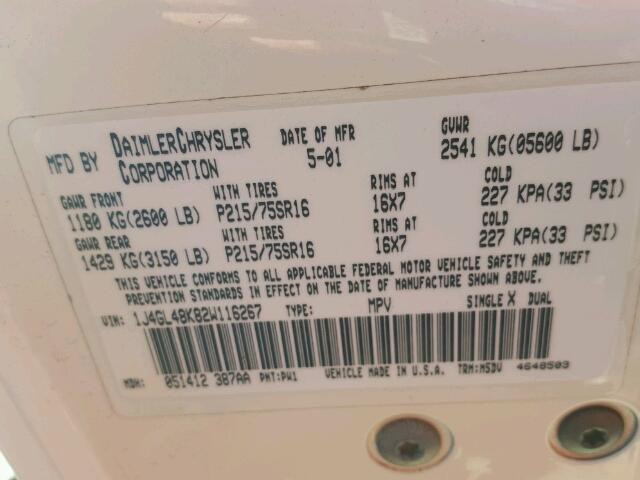 MFD BY DAIMLERCHRYSLER CORPORATION DATE OF MFR 5-01 GVWR 2541 KG(05600 LB)
GAWR FRONT WITH TIRES RIMS AT COLD
1180 KG(2600 LB) P215/75SR16 16X7 227 KPA(33 PSI)
GAWR REAR WITH TIRES RIMS AT COLD
1429 KG(3150 LB) P215/75SR16 16X7 227 KPA(33 PSI)
THIS VEHICLE CONFORMS TO ALL APPLICABLE FEDERAL MOTOR VEHICLE SAFETY AND THEFT
PREVENTION STANDARDS IN EFFECT ON THE DATE OF MANUFACTURE SHOWN ABOVE.
VIN: 1J4GL48K82W116267 TYPE: MPV SINGLE X DUAL
MDH: 051412 387AA PNT:PW1 VEHICLE MADE IN U.S.A. TRM:MSDV 4648503